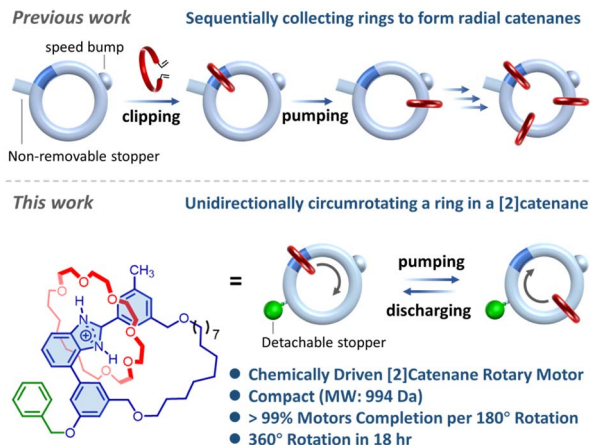 Previous work
Sequentially collecting rings to form radial catenanes
speed bump
clipping
pumping
Non-removable stopper
This work
Unidirectionally circumrotating a ring in a [2]catenane
CH₃
O
O
O
O
O
O
O
O
H
N
⊕
N
H
O
( )₇
=
pumping
discharging
Detachable stopper
O
O
● Chemically Driven [2]Catenane Rotary Motor
● Compact (MW: 994 Da)
● > 99% Motors Completion per 180° Rotation
● 360° Rotation in 18 hr